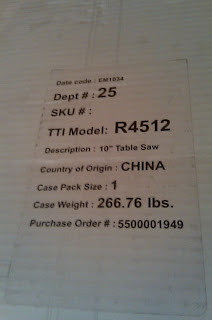 Date code : EM1034
Dept # : 25
SKU # :
TTI Model: R4512
Description : 10" Table Saw
Country of Origin : CHINA
Case Pack Size : 1
Case Weight : 266.76 lbs.
Purchase Order # : 5500001949